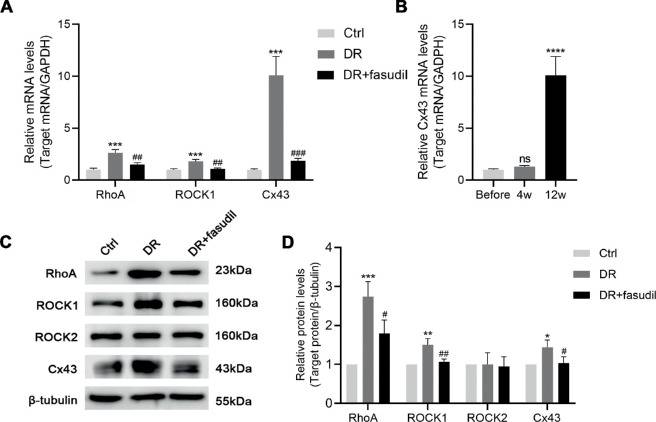 A
Relative mRNA levels
(Target mRNA/GAPDH)
15
10
5
0
***
##
***
##
***
###
RhoA
ROCK1
Cx43
Ctrl
DR
DR+fasudil
B
Relative Cx43 mRNA levels
(Target mRNA/GADPH)
15
10
5
0
ns
****
Before
4w
12w
C
Ctrl
DR
DR+fasudil
RhoA 23kDa
ROCK1 160kDa
ROCK2 160kDa
Cx43 43kDa
β-tubulin 55kDa
D
Relative protein levels
(Target protein/β-tubulin)
4
3
2
1
0
***
#
**
##
*
#
RhoA
ROCK1
ROCK2
Cx43
Ctrl
DR
DR+fasudil